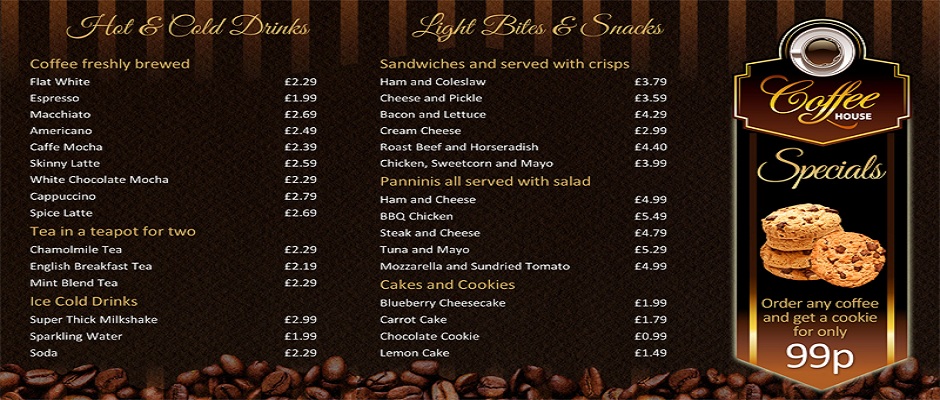 Hot & Cold Drinks
Coffee freshly brewed
Flat White £2.29
Espresso £1.99
Macchiato £2.69
Americano £2.49
Caffe Mocha £2.39
Skinny Latte £2.59
White Chocolate Mocha £2.29
Cappuccino £2.79
Spice Latte £2.69
Tea in a teapot for two
Chamolmile Tea £2.29
English Breakfast Tea £2.19
Mint Blend Tea £2.29
Ice Cold Drinks
Super Thick Milkshake £2.99
Sparkling Water £1.99
Soda £2.29
Light Bites & Snacks
Sandwiches and served with crisps
Ham and Coleslaw £3.79
Cheese and Pickle £3.59
Bacon and Lettuce £4.29
Cream Cheese £2.99
Roast Beef and Horseradish £4.40
Chicken, Sweetcorn and Mayo £3.99
Panninis all served with salad
Ham and Cheese £4.99
BBQ Chicken £5.49
Steak and Cheese £4.79
Tuna and Mayo £5.29
Mozzarella and Sundried Tomato £4.99
Cakes and Cookies
Blueberry Cheesecake £1.99
Carrot Cake £1.79
Chocolate Cookie £0.99
Lemon Cake £1.49
Coffee
HOUSE
Specials
Order any coffee
and get a cookie
for only
99p